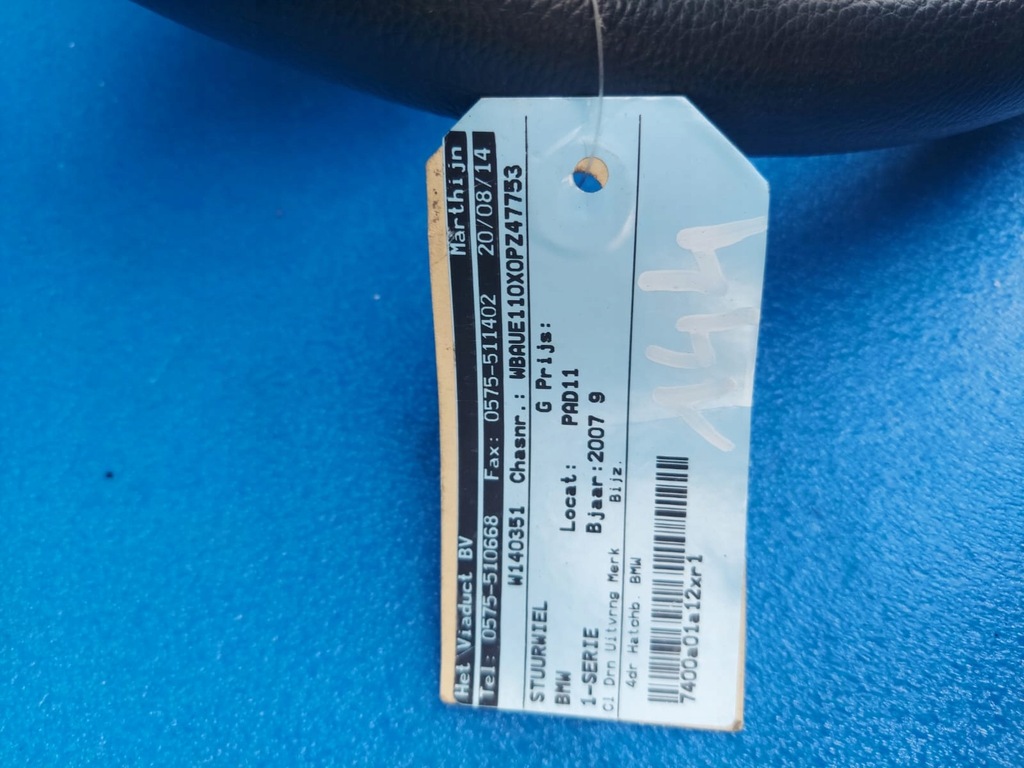 Het Viaduct BV Marthijn
Tel: 0575-510668 Fax: 0575-511402 20/08/14
W140351 Chasnr.: WBAUE110X0PZ47753
STUURWIEL G Prijs:
BMW Locat: PAD11
1-SERIE Bjaar:2007 9
Cl Drn Uitvrng Merk Bijz.
4dr Hatchb. BMW
7400a01a12xr1